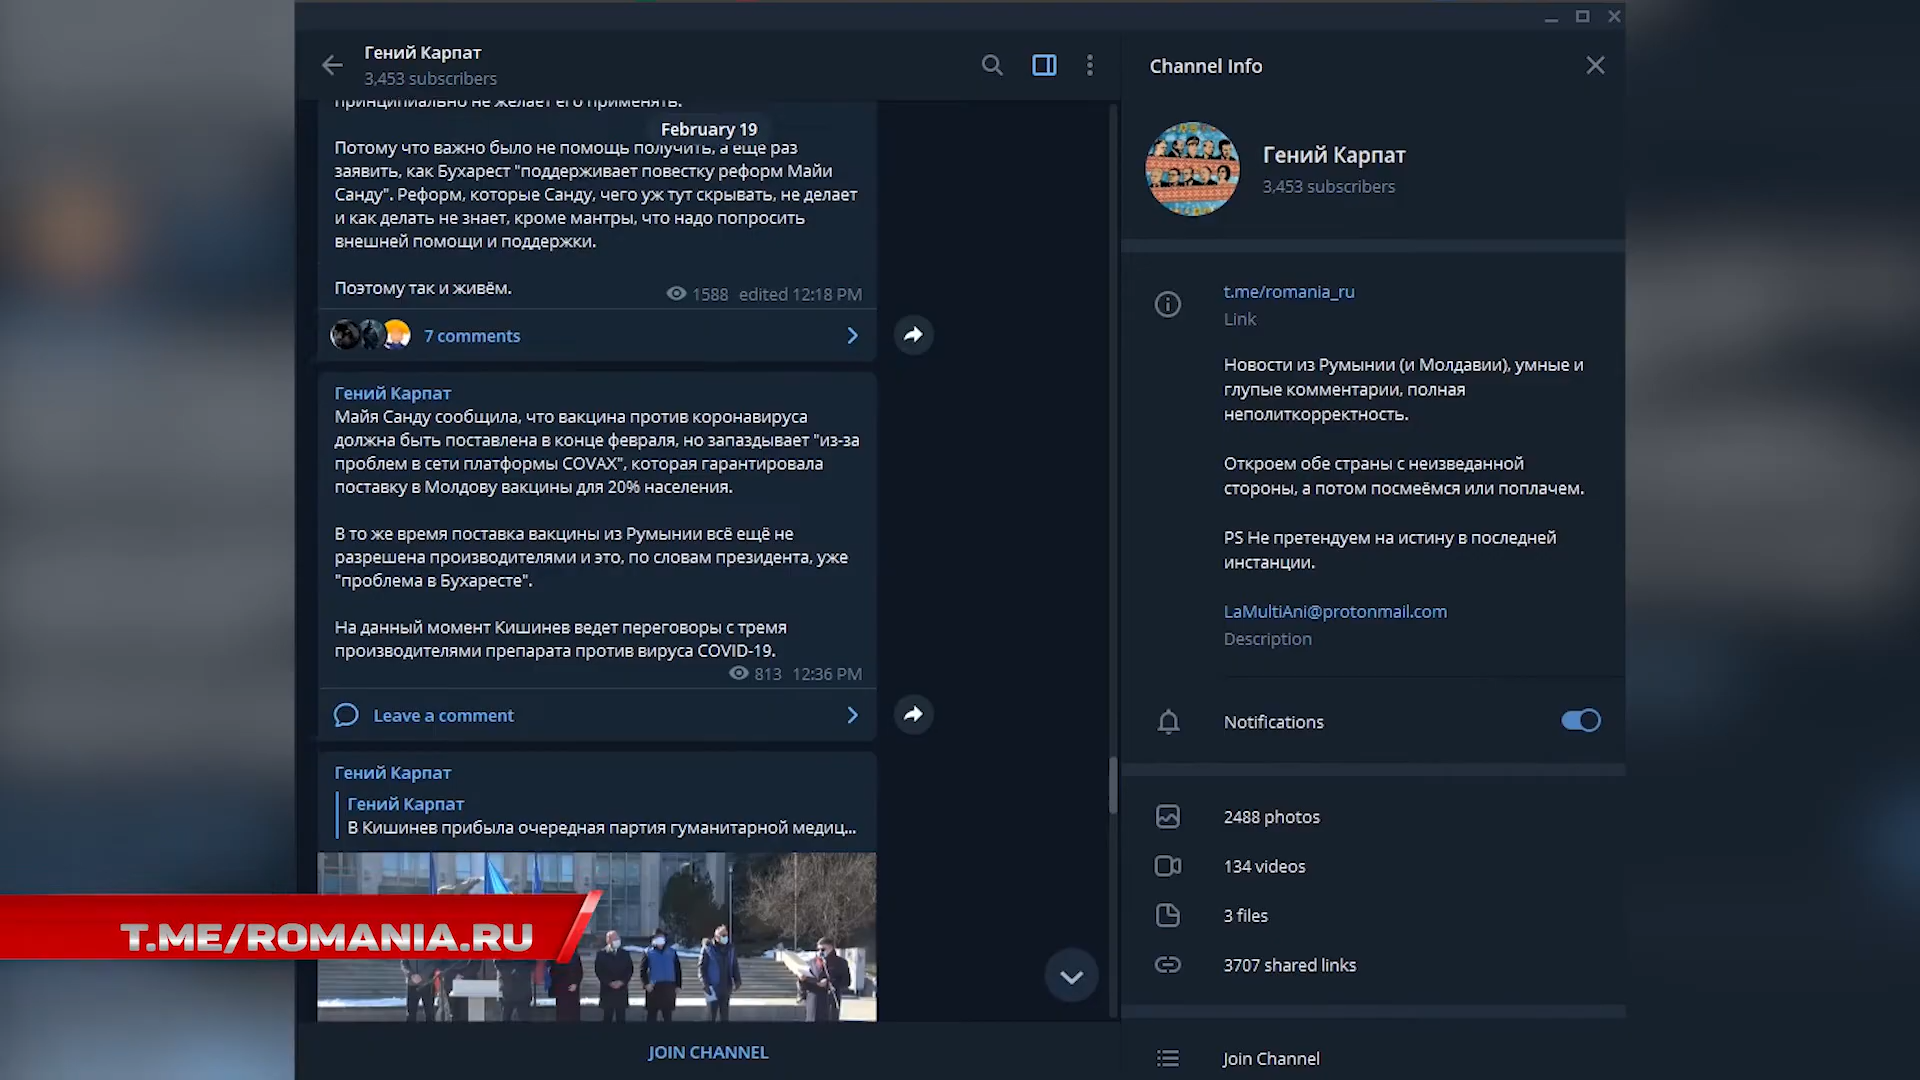 Гений Карпат
3,453 subscribers
принципиально не желает его применять.
February 19
Потому что важно было не помощь получить, а еще раз
заявить, как Бухарест "поддерживает повестку реформ Майи
Санду". Реформ, которые Санду, чего уж тут скрывать, не делает
и как делать не знает, кроме мантры, что надо попросить
внешней помощи и поддержки.
Поэтому так и живём.
1588 edited 12:18 PM
7 comments
Гений Карпат
Майя Санду сообщила, что вакцина против коронавируса
должна быть поставлена в конце февраля, но запаздывает "из-за
проблем в сети платформы COVAX", которая гарантировала
поставку в Молдову вакцины для 20% населения.
В то же время поставка вакцины из Румынии всё ещё не
разрешена производителями и это, по словам президента, уже
"проблема в Бухаресте".
На данный момент Кишинев ведет переговоры с тремя
производителями препарата против вируса COVID-19.
813 12:36 PM
Leave a comment
Гений Карпат
Гений Карпат
В Кишинев прибыла очередная партия гуманитарной медиц...
T.ME/ROMANIA.RU
JOIN CHANNEL
Channel Info
Гений Карпат
3,453 subscribers
t.me/romania_ru
Link
Новости из Румынии (и Молдавии), умные и
глупые комментарии, полная
неполиткорректность.
Откроем обе страны с неизведанной
стороны, а потом посмеёмся или поплачем.
PS Не претендуем на истину в последней
инстанции.
LaMultiAni@protonmail.com
Description
Notifications
2488 photos
134 videos
3 files
3707 shared links
Join Channel